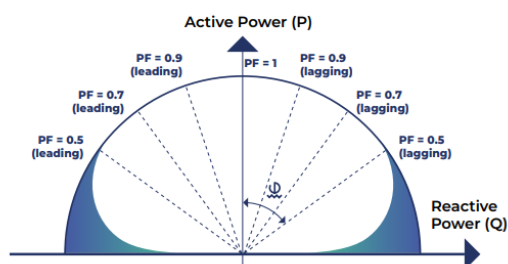 Active Power (P)
PF = 0.9
(leading)
PF = 1
PF = 0.9
(lagging)
PF = 0.7
(leading)
PF = 0.7
(lagging)
PF = 0.5
(leading)
PF = 0.5
(lagging)
Reactive
Power (Q)